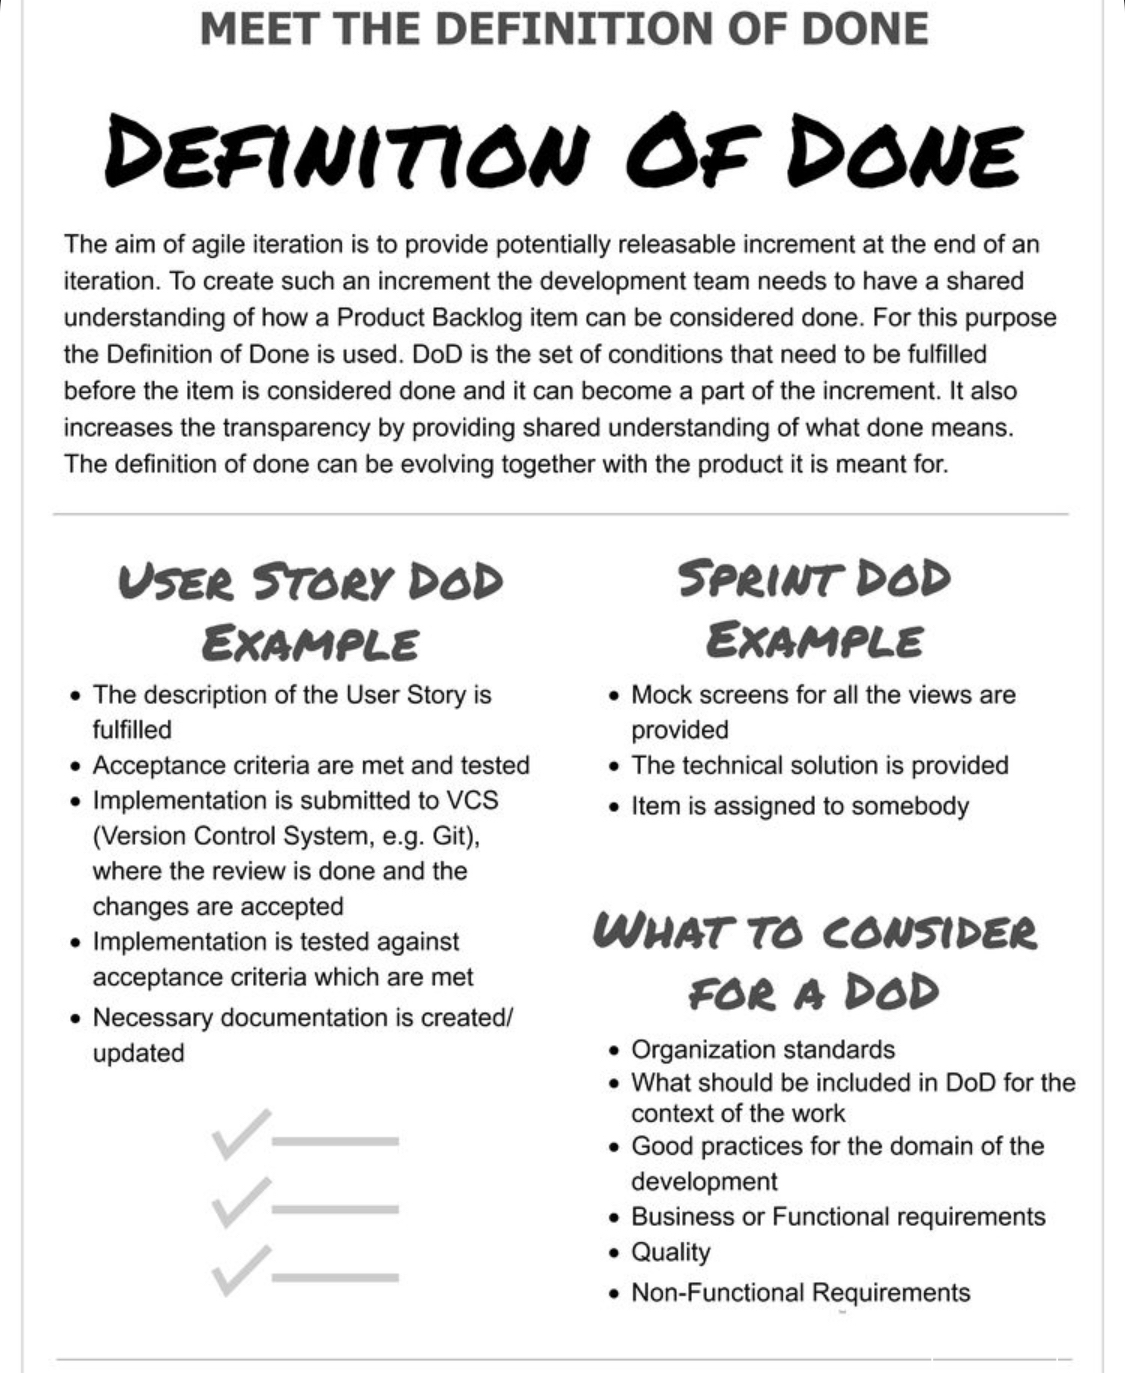 MEET THE DEFINITION OF DONE
DEFINITION OF DONE
The aim of agile iteration is to provide potentially releasable increment at the end of an
iteration. To create such an increment the development team needs to have a shared
understanding of how a Product Backlog item can be considered done. For this purpose
the Definition of Done is used. DoD is the set of conditions that need to be fulfilled
before the item is considered done and it can become a part of the increment. It also
increases the transparency by providing shared understanding of what done means.
The definition of done can be evolving together with the product it is meant for.
USER STORY DOD
EXAMPLE
• The description of the User Story is
fulfilled
• Acceptance criteria are met and tested
• Implementation is submitted to VCS
(Version Control System, e.g. Git),
where the review is done and the
changes are accepted
• Implementation is tested against
acceptance criteria which are met
• Necessary documentation is created/
updated
SPRINT DOD
EXAMPLE
• Mock screens for all the views are
provided
• The technical solution is provided
• Item is assigned to somebody
WHAT TO CONSIDER
FOR A DOD
• Organization standards
• What should be included in DoD for the
context of the work
• Good practices for the domain of the
development
• Business or Functional requirements
• Quality
• Non-Functional Requirements